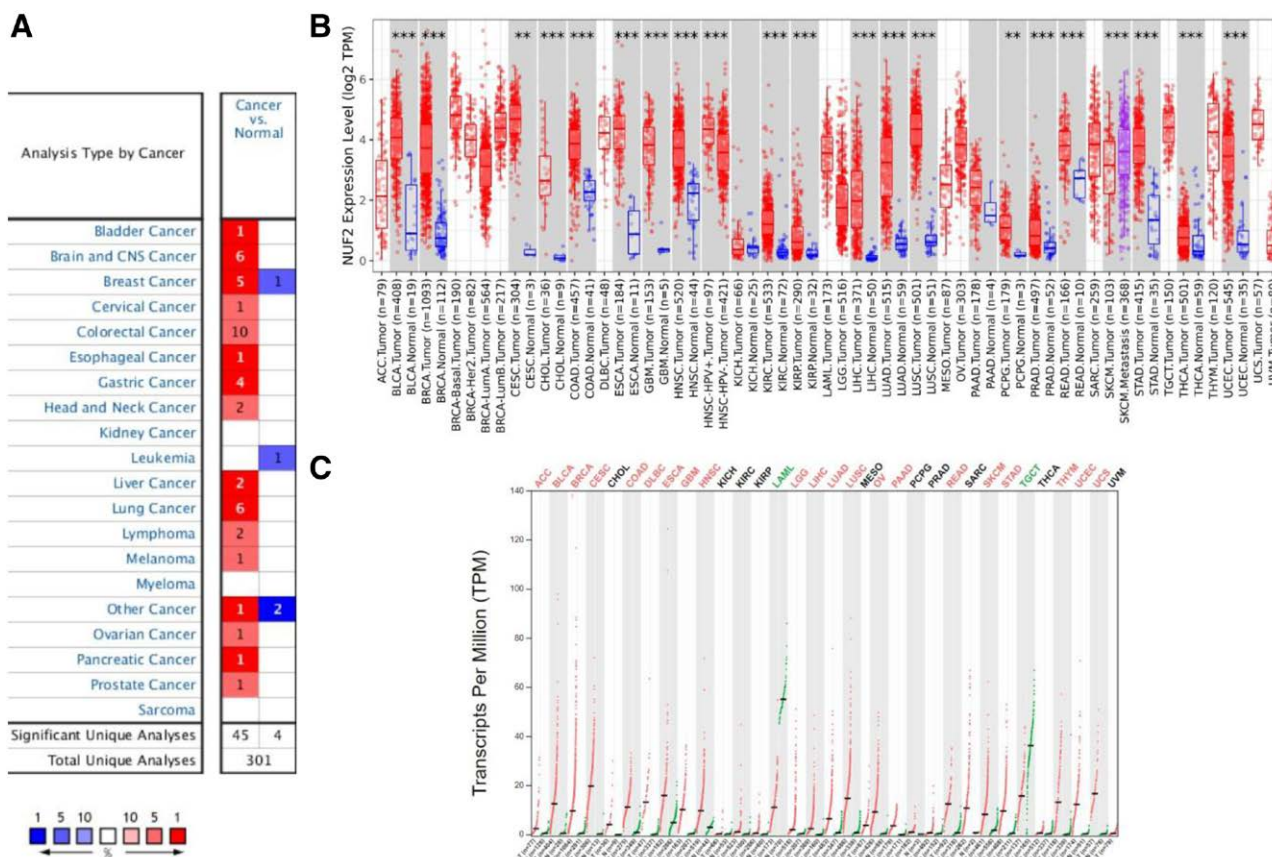 A
Analysis Type by Cancer
Cancer
vs.
Normal
Bladder Cancer 1
Brain and CNS Cancer 6
Breast Cancer 5 1
Cervical Cancer 1
Colorectal Cancer 10
Esophageal Cancer 1
Gastric Cancer 4
Head and Neck Cancer 2
Kidney Cancer
Leukemia 1
Liver Cancer 2
Lung Cancer 6
Lymphoma 2
Melanoma 1
Myeloma
Other Cancer 1 2
Ovarian Cancer 1
Pancreatic Cancer 1
Prostate Cancer 1
Sarcoma
Significant Unique Analyses 45 4
Total Unique Analyses 301
1 5 10 10 5 1
%
B
NUF2 Expression Level (log2 TPM)
6
4
2
0
*** *** ** *** *** *** *** *** *** *** *** *** *** *** ** *** *** *** *** *** ***
ACC.Tumor (n=79)
BLCA.Tumor (n=408)
BLCA.Normal (n=19)
BRCA.Tumor (n=1093)
BRCA.Normal (n=112)
BRCA-Basal.Tumor (n=190)
BRCA-Her2.Tumor (n=82)
BRCA-LumA.Tumor (n=564)
BRCA-LumB.Tumor (n=217)
CESC.Tumor (n=304)
CESC.Normal (n=3)
CHOL.Tumor (n=36)
CHOL.Normal (n=9)
COAD.Tumor (n=457)
COAD.Normal (n=41)
DLBC.Tumor (n=48)
ESCA.Tumor (n=184)
ESCA.Normal (n=11)
GBM.Tumor (n=153)
GBM.Normal (n=5)
HNSC.Tumor (n=520)
HNSC.Normal (n=44)
HNSC-HPV+.Tumor (n=97)
HNSC-HPV-.Tumor (n=421)
KICH.Tumor (n=66)
KICH.Normal (n=25)
KIRC.Tumor (n=533)
KIRC.Normal (n=72)
KIRP.Tumor (n=290)
KIRP.Normal (n=32)
LAML.Tumor (n=173)
LGG.Tumor (n=516)
LIHC.Tumor (n=371)
LIHC.Normal (n=50)
LUAD.Tumor (n=515)
LUAD.Normal (n=59)
LUSC.Tumor (n=501)
LUSC.Normal (n=51)
MESO.Tumor (n=87)
OV.Tumor (n=303)
PAAD.Tumor (n=178)
PAAD.Normal (n=4)
PCPG.Tumor (n=179)
PCPG.Normal (n=3)
PRAD.Tumor (n=497)
PRAD.Normal (n=52)
READ.Tumor (n=166)
READ.Normal (n=10)
SARC.Tumor (n=259)
SKCM.Tumor (n=103)
SKCM.Metastasis (n=368)
STAD.Tumor (n=415)
STAD.Normal (n=35)
TGCT.Tumor (n=150)
THCA.Tumor (n=501)
THCA.Normal (n=59)
THYM.Tumor (n=120)
UCEC.Tumor (n=545)
UCEC.Normal (n=35)
UCS.Tumor (n=57)
UVM.Tumor (n=80)
C
ACC BLCA BRCA CESC CHOL COAD DLBC ESCA GBM HNSC KICH KIRC KIRP LAML LGG LIHC LUAD LUSC MESO OV PAAD PCPG PRAD READ SARC SKCM STAD TGCT THCA THYM UCEC UCS UVM
Transcripts Per Million (TPM)
140
120
100
80
60
40
20
0